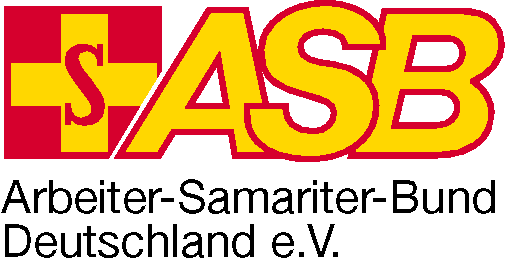 S ASB
Arbeiter-Samariter-Bund
Deutschland e.V.